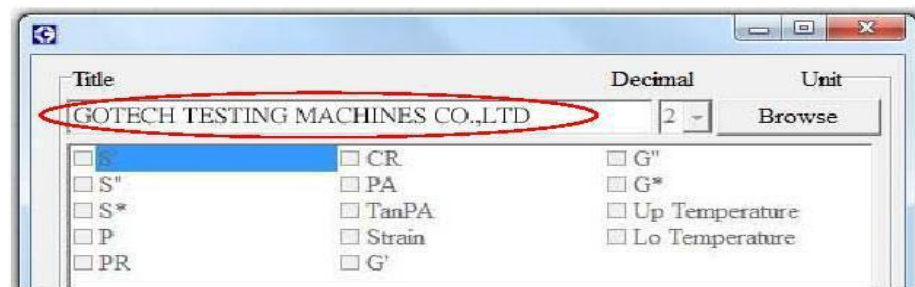 Title Decimal Unit
GOTECH TESTING MACHINES CO.,LTD 2 Browse
S' CR G"
S" PA G*
S* TanPA Up Temperature
P Strain Lo Temperature
PR G'